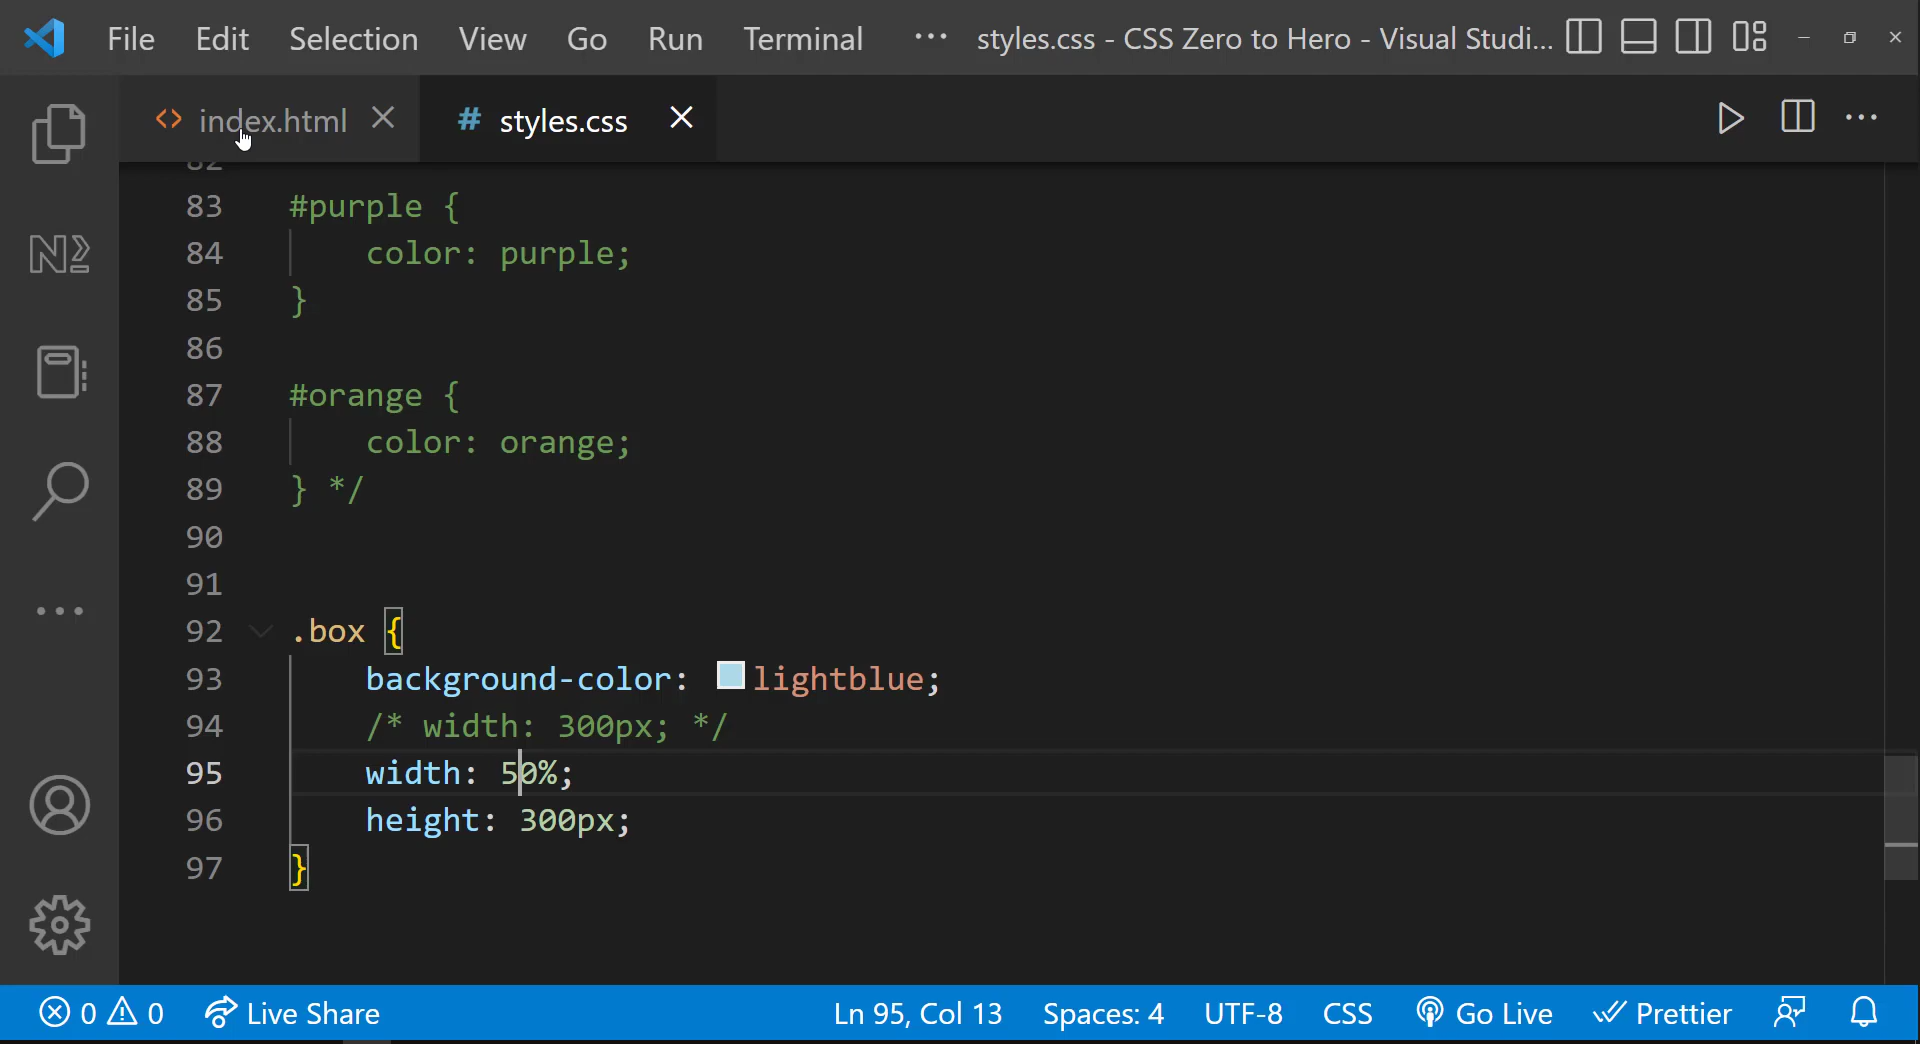 File Edit Selection View Go Run Terminal ··· styles.css - CSS Zero to Hero - Visual Studi...
index.html # styles.css
82
83 #purple {
84 color: purple;
85 }
86
87 #orange {
88 color: orange;
89 } */
90
91
92 .box {
93 background-color: lightblue;
94 /* width: 300px; */
95 width: 50%;
96 height: 300px;
97 }
0 0 Live Share Ln 95, Col 13 Spaces: 4 UTF-8 CSS Go Live Prettier